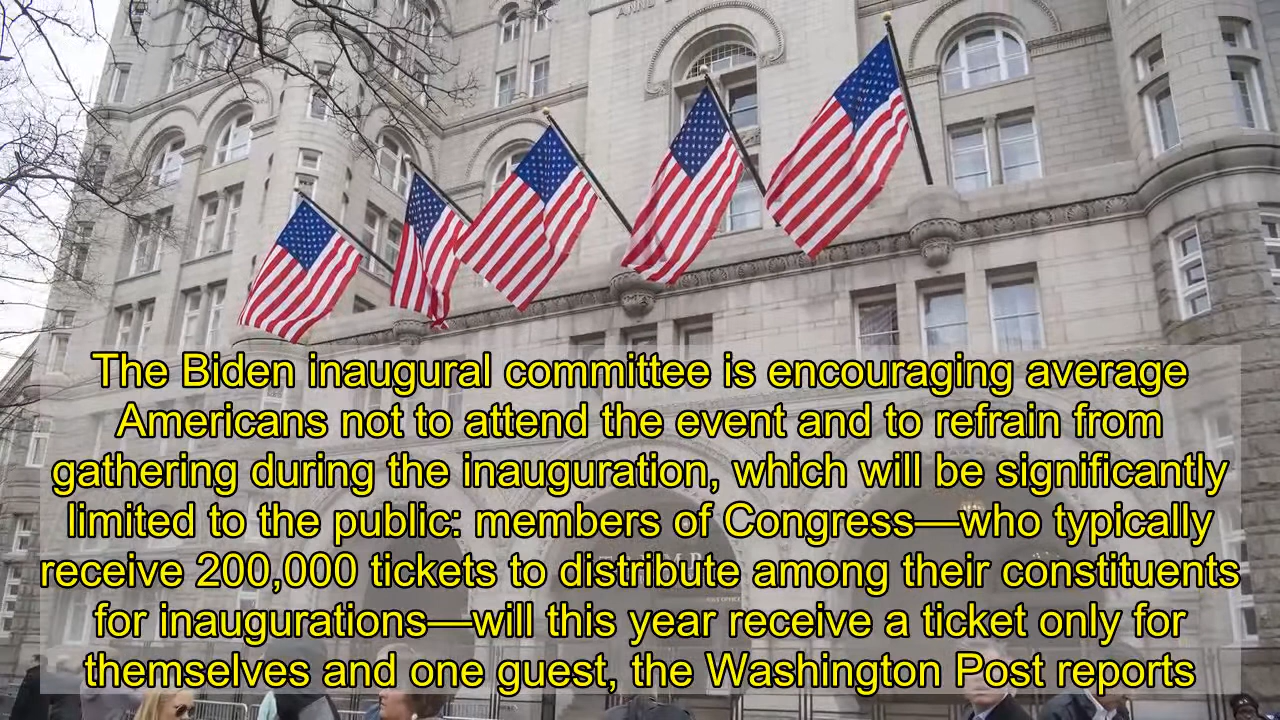 The Biden inaugural committee is encouraging average
Americans not to attend the event and to refrain from
gathering during the inauguration, which will be significantly
limited to the public: members of Congress—who typically
receive 200,000 tickets to distribute among their constituents
for inaugurations—will this year receive a ticket only for
themselves and one guest, the Washington Post reports